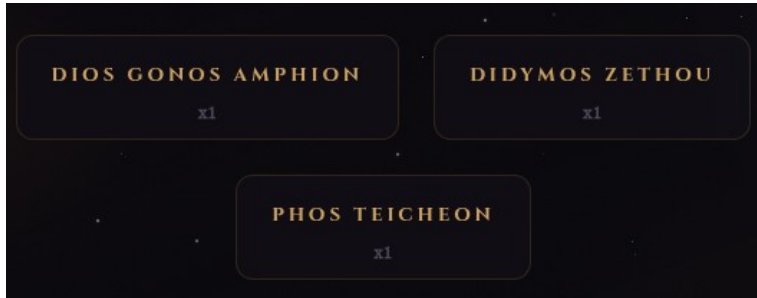 DIOS GONOS AMPHION
x1
DIDYMOS ZETHOU
x1
PHOS TEICHEON
x1